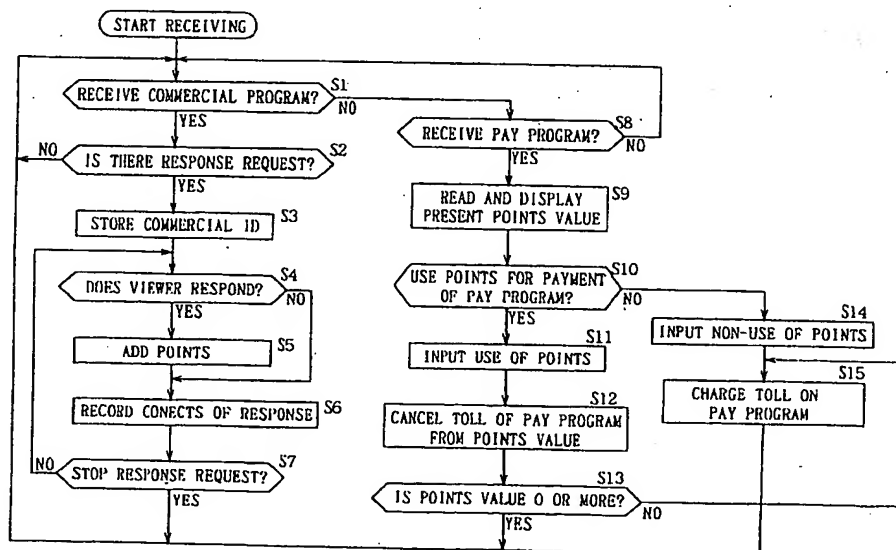 START RECEIVING
S1
RECEIVE COMMERCIAL PROGRAM?
NO
YES
S2
NO
IS THERE RESPONSE REQUEST?
YES
S3
STORE COMMERCIAL ID
S4
DOES VIEWER RESPOND?
NO
YES
ADD POINTS
S5
RECORD CONECTS OF RESPONSE
S6
S7
NO
STOP RESPONSE REQUEST?
YES
S8
RECEIVE PAY PROGRAM?
NO
YES
S9
READ AND DISPLAY
PRESENT POINTS VALUE
S10
USE POINTS FOR PAYMENT
OF PAY PROGRAM?
NO
YES
S11
INPUT USE OF POINTS
S12
CANCEL TOLL OF PAY PROGRAM
FROM POINTS VALUE
S13
IS POINTS VALUE 0 OR MORE?
NO
YES
S14
INPUT NON-USE OF POINTS
S15
CHARGE TOLL ON
PAY PROGRAM